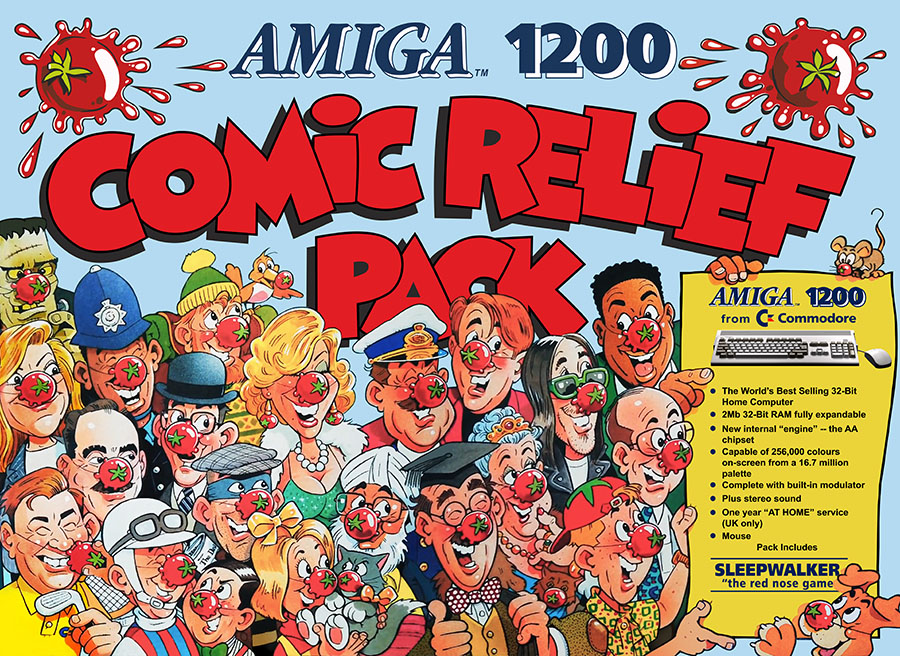 AMIGA™ 1200
COMiC RELiEF
PACK
AMIGA™ 1200
from Commodore
● The World's Best Selling 32-Bit
Home Computer
● 2Mb 32-Bit RAM fully expandable
● New internal “engine” -- the AA
chipset
● Capable of 256,000 colours
on-screen from a 16.7 million
palette
● Complete with built-in modulator
● Plus stereo sound
● One year “AT HOME” service
(UK only)
● Mouse
Pack Includes
SLEEPWALKER
“the red nose game”